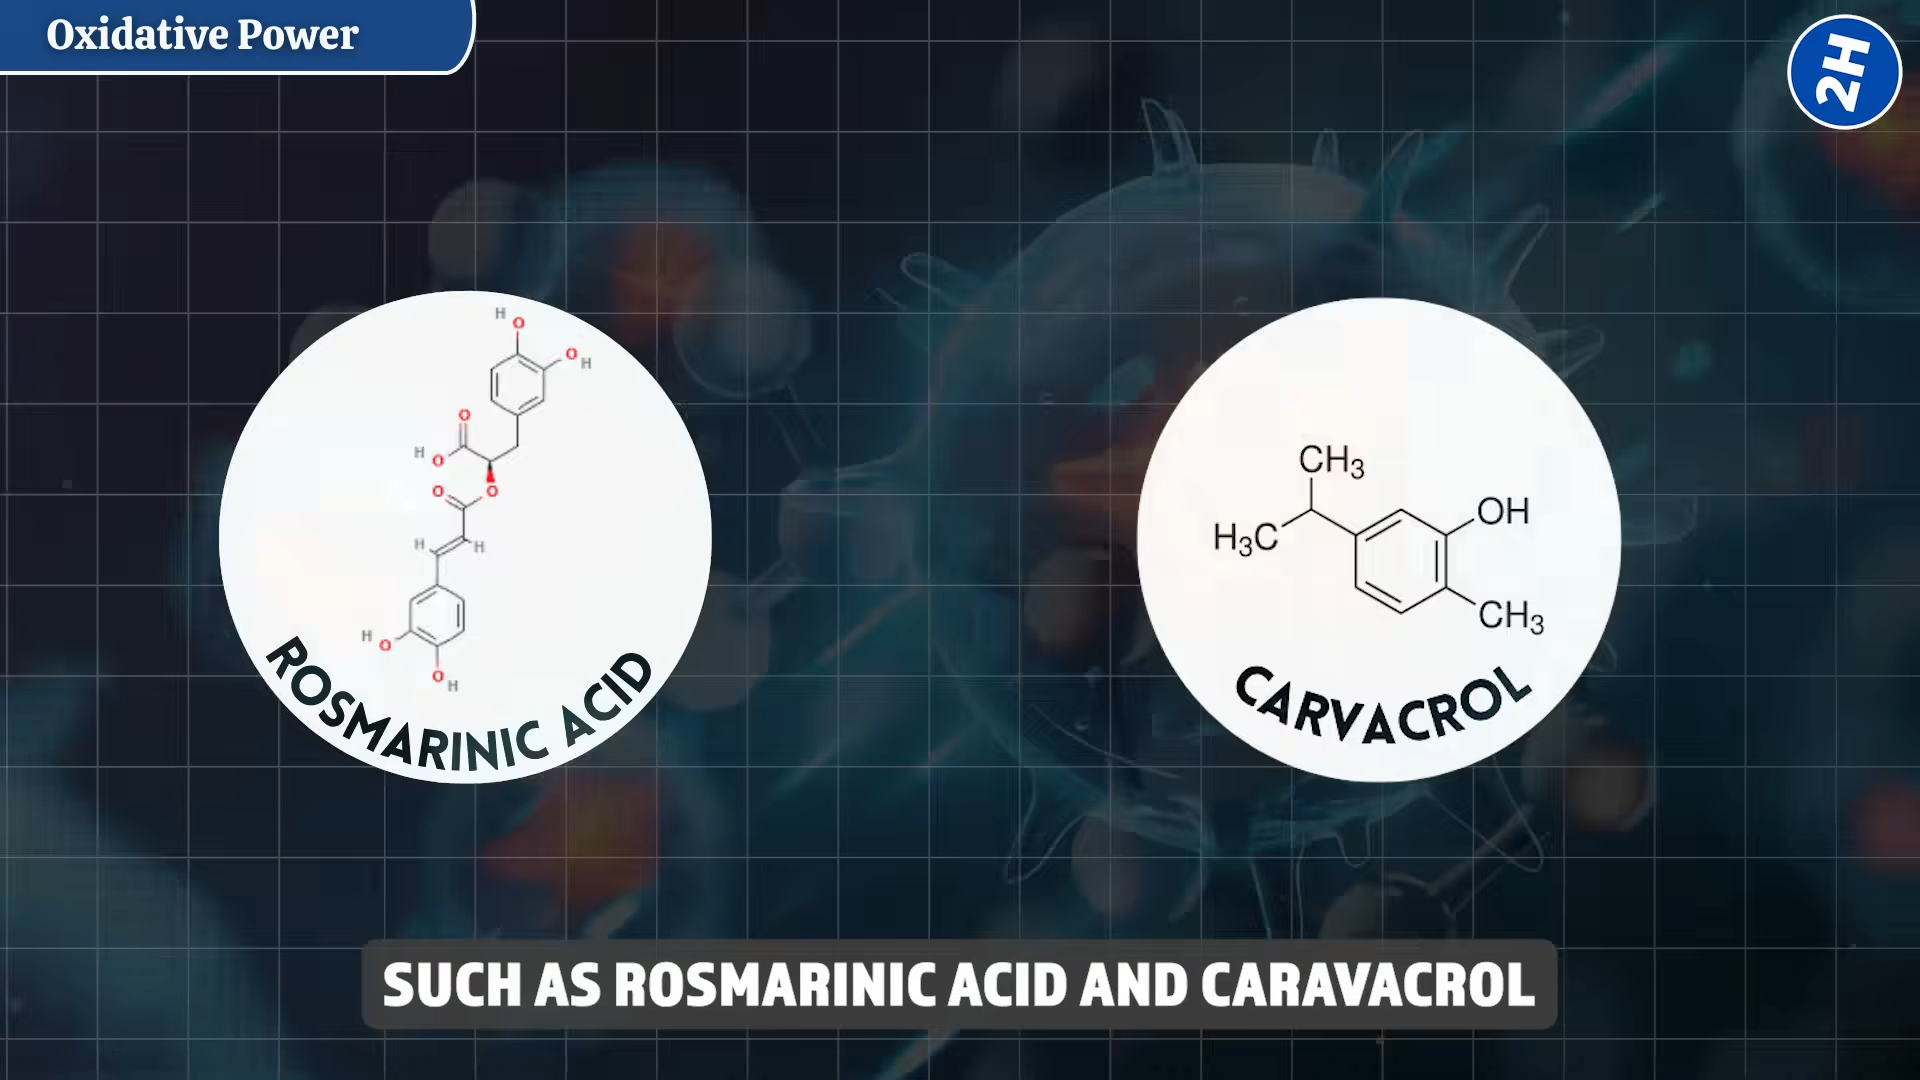 Oxidative Power
2H
H
O
O
H
O
H
O
O
O
H
H
H
O
O
H
ROSMARINIC ACID
CH3
OH
H3C
CH3
CARVACROL
SUCH AS ROSMARINIC ACID AND CARAVACROL